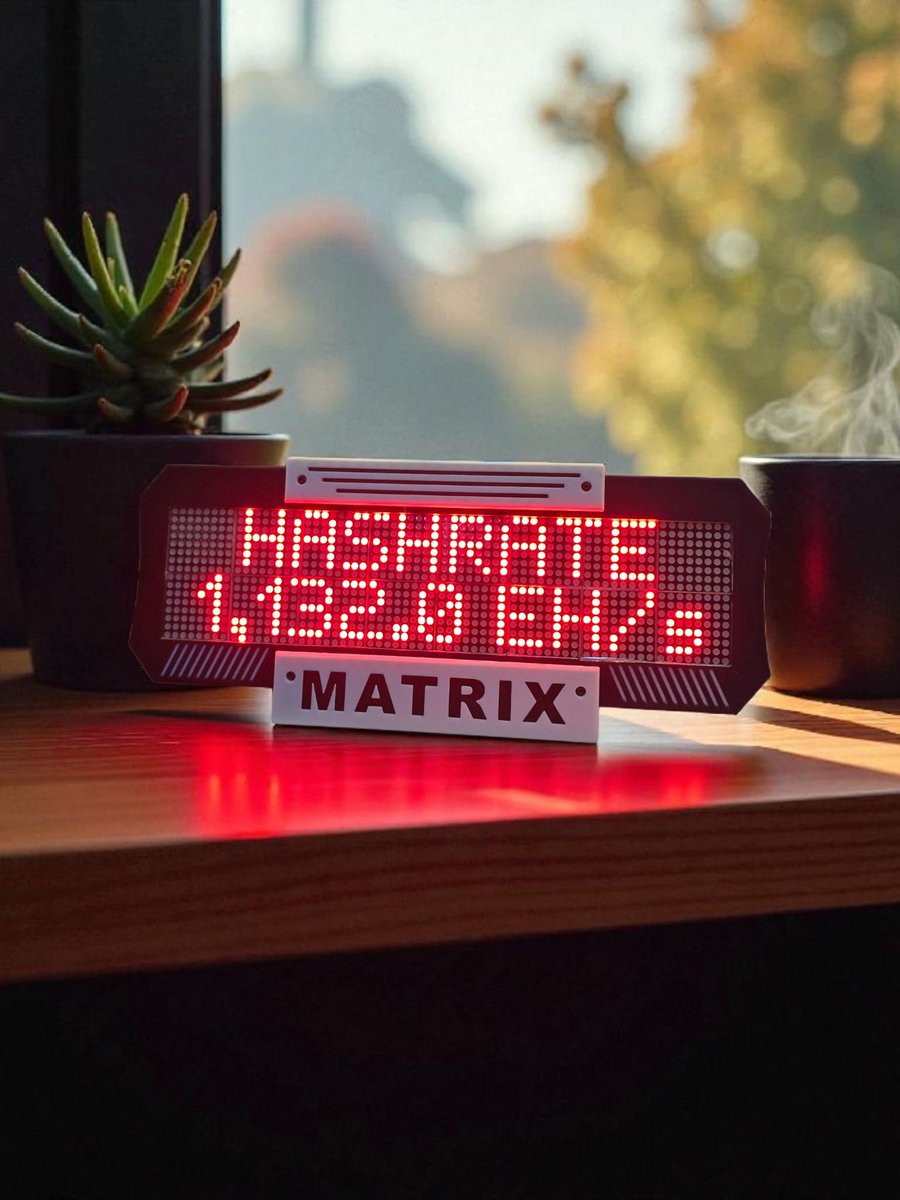 HASHRATE
1,132.0 EH/s
MATRIX